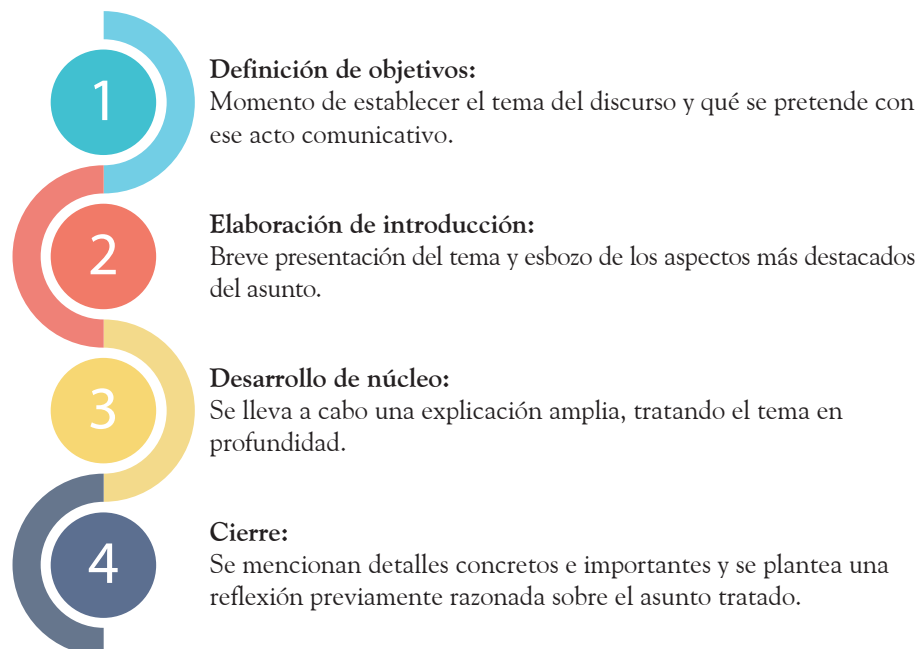 1
Definición de objetivos:
Momento de establecer el tema del discurso y qué se pretende con
ese acto comunicativo.
2
Elaboración de introducción:
Breve presentación del tema y esbozo de los aspectos más destacados
del asunto.
3
Desarrollo de núcleo:
Se lleva a cabo una explicación amplia, tratando el tema en
profundidad.
4
Cierre:
Se mencionan detalles concretos e importantes y se plantea una
reflexión previamente razonada sobre el asunto tratado.